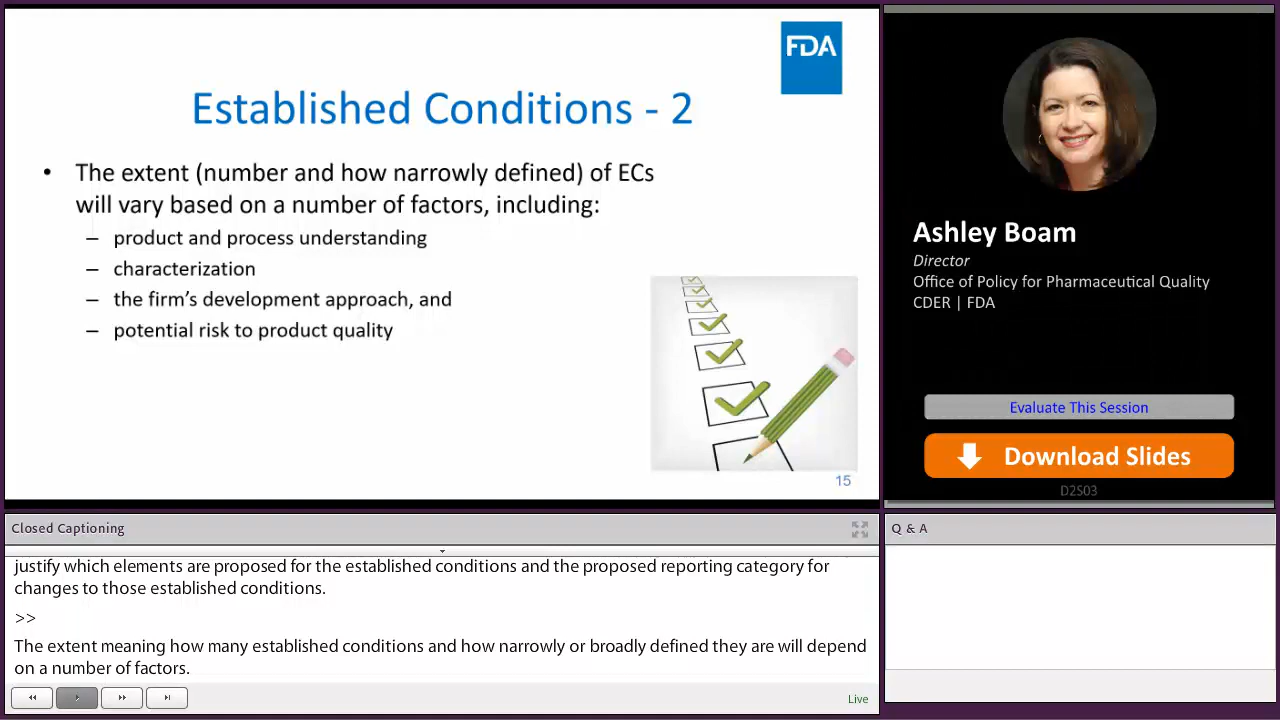 FDA
Established Conditions - 2
• The extent (number and how narrowly defined) of ECs
will vary based on a number of factors, including:
– product and process understanding
– characterization
– the firm's development approach, and
– potential risk to product quality
15
Ashley Boam
Director
Office of Policy for Pharmaceutical Quality
CDER | FDA
Evaluate This Session
Download Slides
D2S03
Closed Captioning
justify which elements are proposed for the established conditions and the proposed reporting category for
changes to those established conditions.
>>
The extent meaning how many established conditions and how narrowly or broadly defined they are will depend
on a number of factors.
Live
Q & A